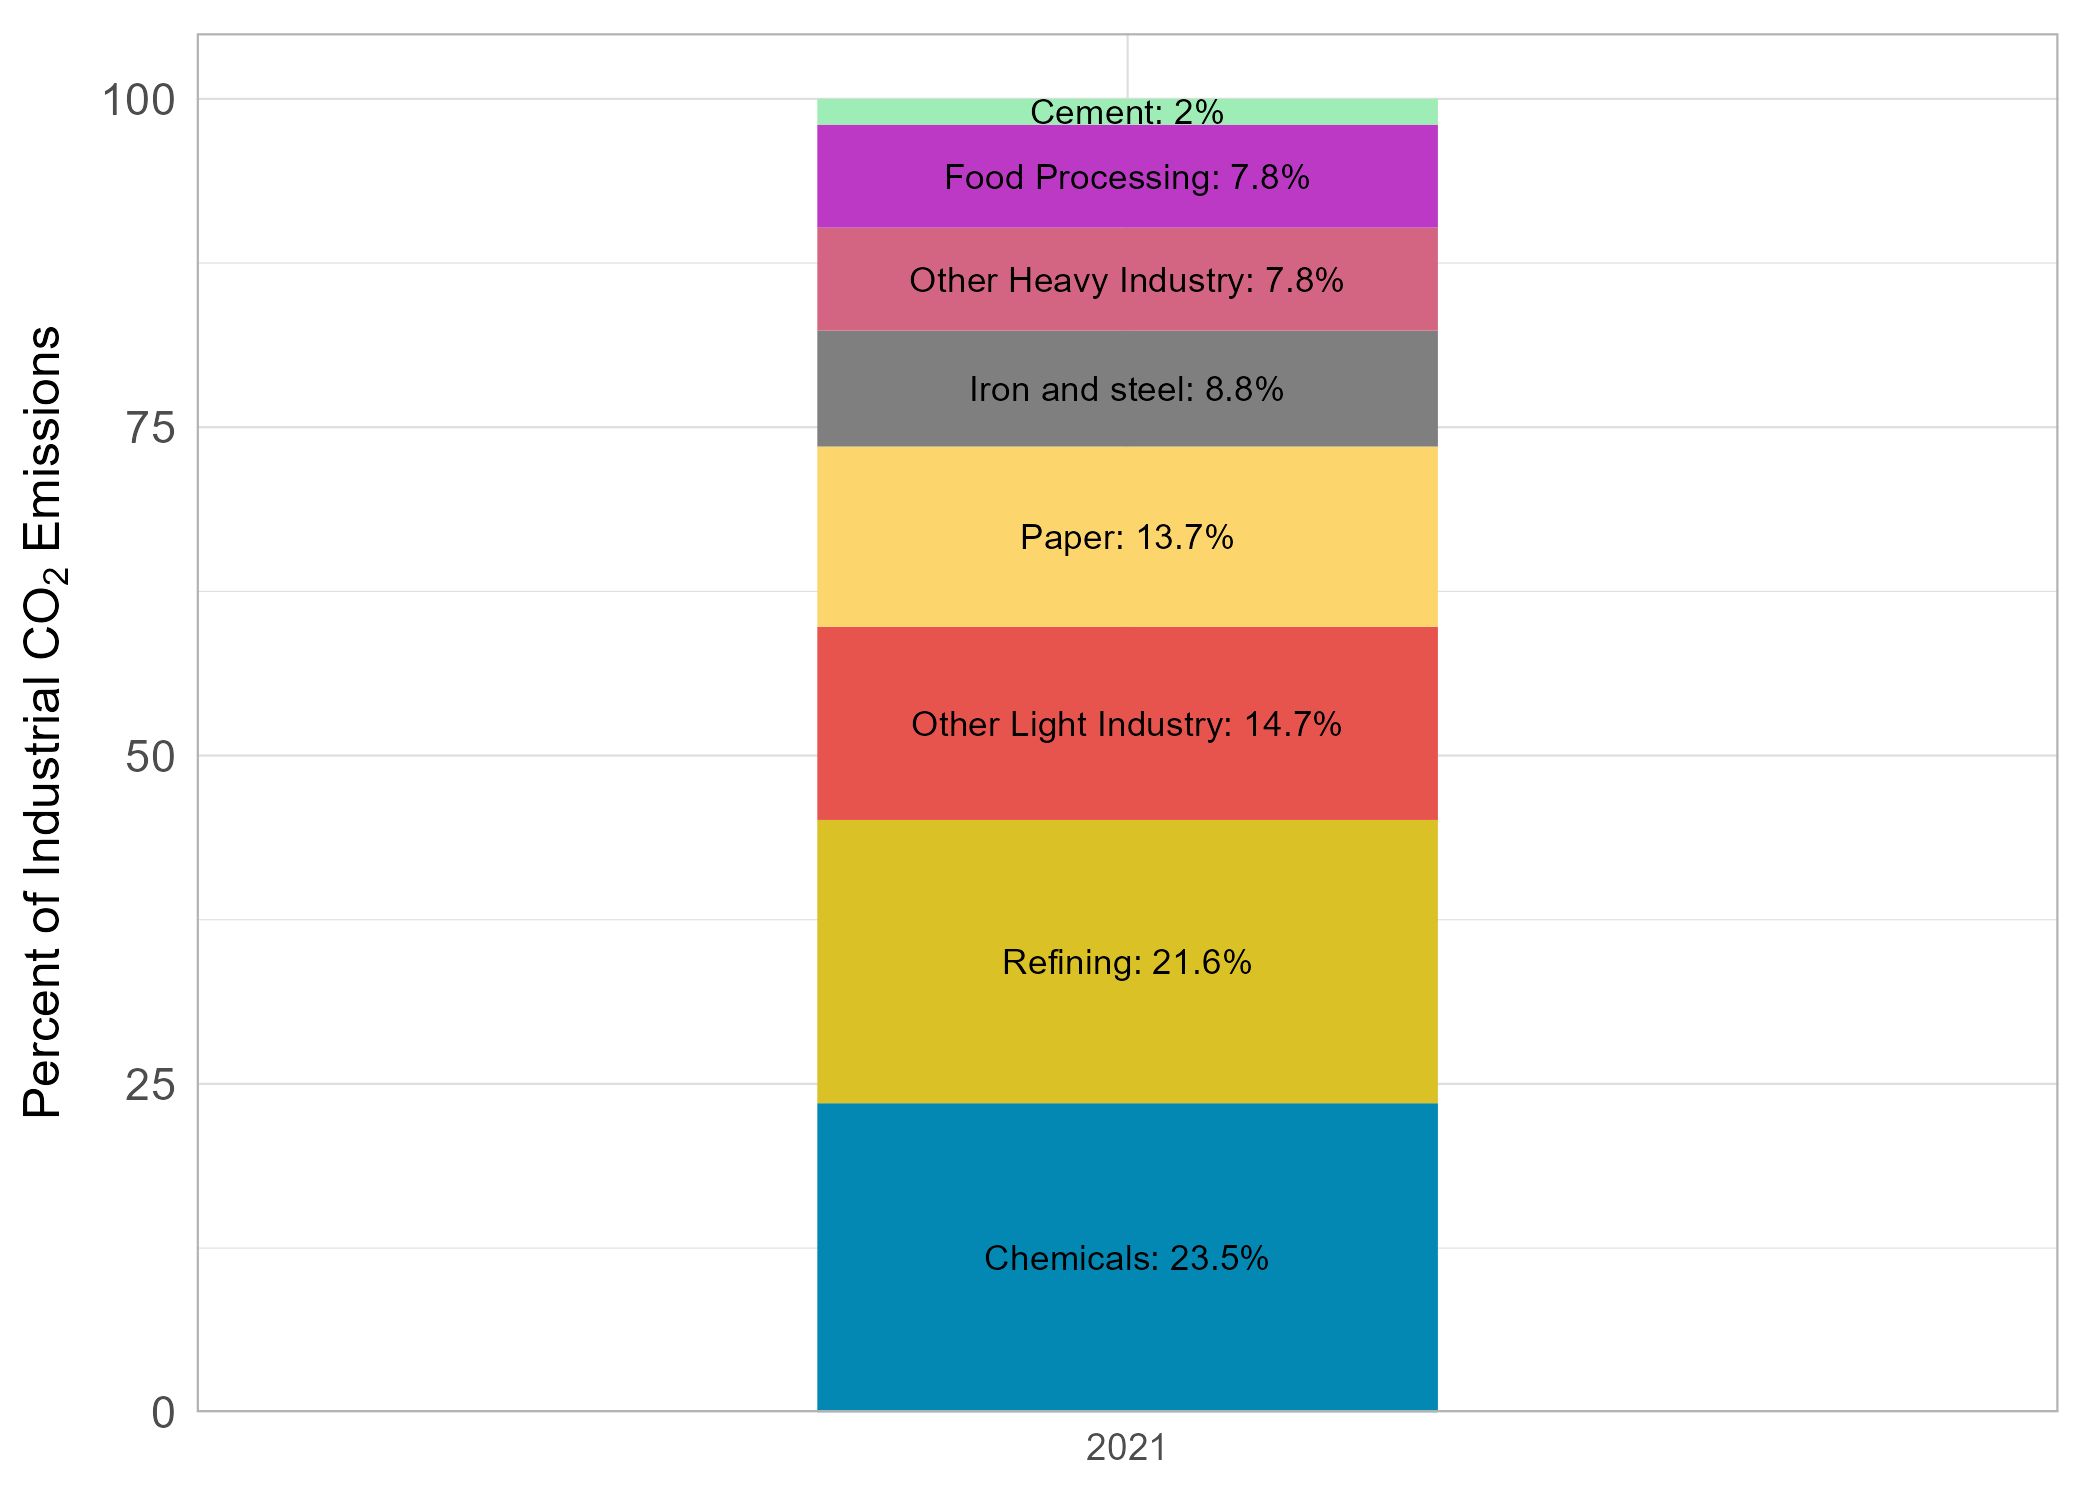 Percent of Industrial CO₂ Emissions
100
75
50
25
0
Cement: 2%
Food Processing: 7.8%
Other Heavy Industry: 7.8%
Iron and steel: 8.8%
Paper: 13.7%
Other Light Industry: 14.7%
Refining: 21.6%
Chemicals: 23.5%
2021